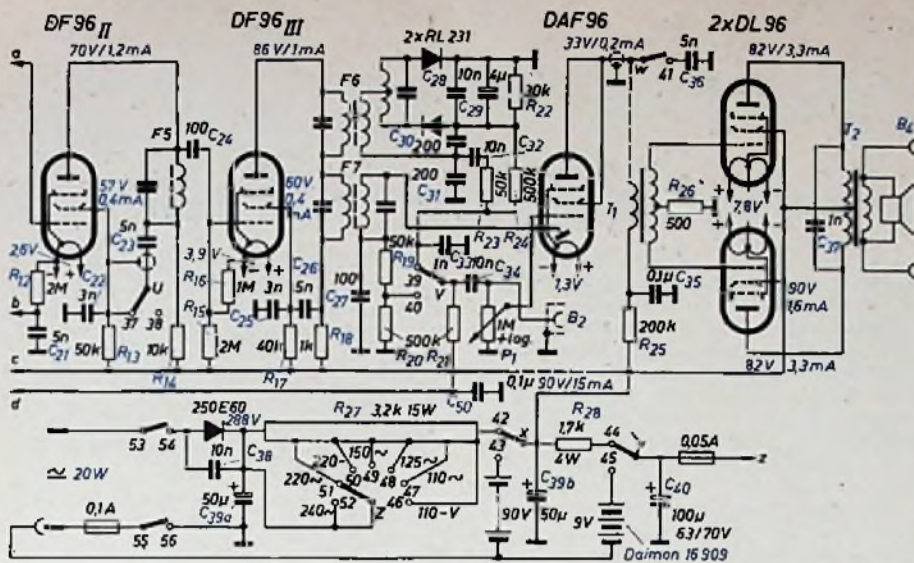 DF96 II
DF96 III
DAF96
2xDL96
70V/1,2mA
86V/1mA
2xRL 231
33V/0,2mA
82V/3,3mA
a
100 C24
F5
F6
F7
C28
10n
C29
4µ
30k
R22
C30
200
10n
C32
200
C31
50k
500k
R23
R24
w
41
5n
C36
T1
R26
500
7,8V
T2
B4
1n
C37
57V
0,4mA
5n
C23
60V
0,4
mA
2,6V
R12
2M
C22
3n
b
5n
C21
50k
R13
37
U
38
10k
R14
3,9V
R16
1M
R15
C25
3n
2M
C26
5n
40k
1k
R17
R18
C27
100
50k
R19
39
40
500k
R20
R21
C33
1n
10n
C34
V
1M
+log.
P1
1,3V
B2
0,1µ
C35
200k
R25
90V
1,6mA
82V
3,3mA
c
d
C50
0,1µ
90V/15mA
250E60
288V
R27
3,2k 15W
53
54
10n
C38
≃ 20W
50µ
C39a
0,1A
55
56
220~
150~
125~
110~
220~
50
49
48
47
51
52
46
240~
Z
110-V
42
43
x
90V
C39b
50µ
R28
1,7k
4W
44
45
9V
0,05A
z
C40
100µ
63/70V
Daimon 16 909